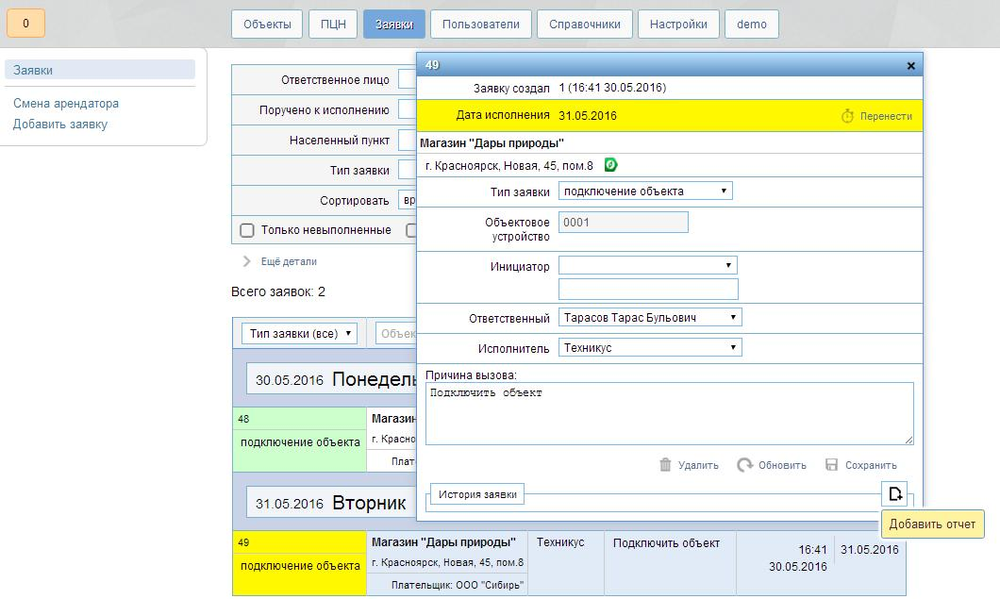 0
Объекты
ПЦН
Заявки
Пользователи
Справочники
Настройки
demo
Заявки
Смена арендатора
Добавить заявку
Ответственное лицо
Поручено к исполнению
Населенный пункт
Тип заявки
Сортировать
вр
Только невыполненные
Ещё детали
Всего заявок: 2
Тип заявки (все)
Объек
30.05.2016 Понедель
48
подключение объекта
Магазин
г. Красно
Плат
31.05.2016 Вторник
49
подключение объекта
Магазин "Дары природы"
г. Красноярск, Новая, 45, пом.8
Плательщик: ООО "Сибирь"
Техникус
Подключить объект
16:41
30.05.2016
31.05.2016
49
Заявку создал 1 (16:41 30.05.2016)
Дата исполнения 31.05.2016
Перенести
Магазин "Дары природы"
г. Красноярск, Новая, 45, пом.8
Тип заявки подключение объекта
Объектовое
устройство
0001
Инициатор
Ответственный Тарасов Тарас Бульович
Исполнитель Техникус
Причина вызова:
Подключить объект
Удалить
Обновить
Сохранить
История заявки
Добавить отчет